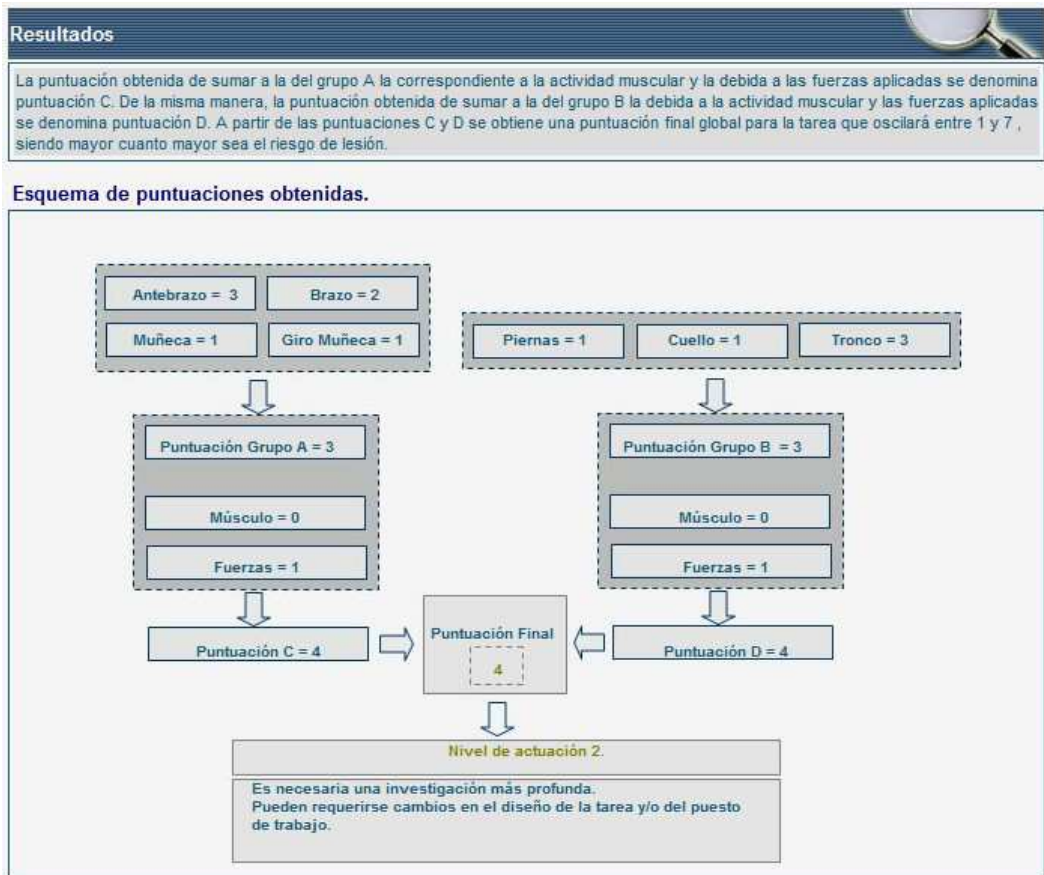 Resultados
La puntuación obtenida de sumar a la del grupo A la correspondiente a la actividad muscular y la debida a las fuerzas aplicadas se denomina
puntuación C. De la misma manera, la puntuación obtenida de sumar a la del grupo B la debida a la actividad muscular y las fuerzas aplicadas
se denomina puntuación D. A partir de las puntuaciones C y D se obtiene una puntuación final global para la tarea que oscilará entre 1 y 7 ,
siendo mayor cuanto mayor sea el riesgo de lesión.
Esquema de puntuaciones obtenidas.
Antebrazo = 3
Brazo = 2
Muñeca = 1
Giro Muñeca = 1
Piernas = 1
Cuello = 1
Tronco = 3
Puntuación Grupo A = 3
Músculo = 0
Fuerzas = 1
Puntuación Grupo B = 3
Músculo = 0
Fuerzas = 1
Puntuación C = 4
Puntuación Final
4
Puntuación D = 4
Nivel de actuación 2.
Es necesaria una investigación más profunda.
Pueden requerirse cambios en el diseño de la tarea y/o del puesto
de trabajo.